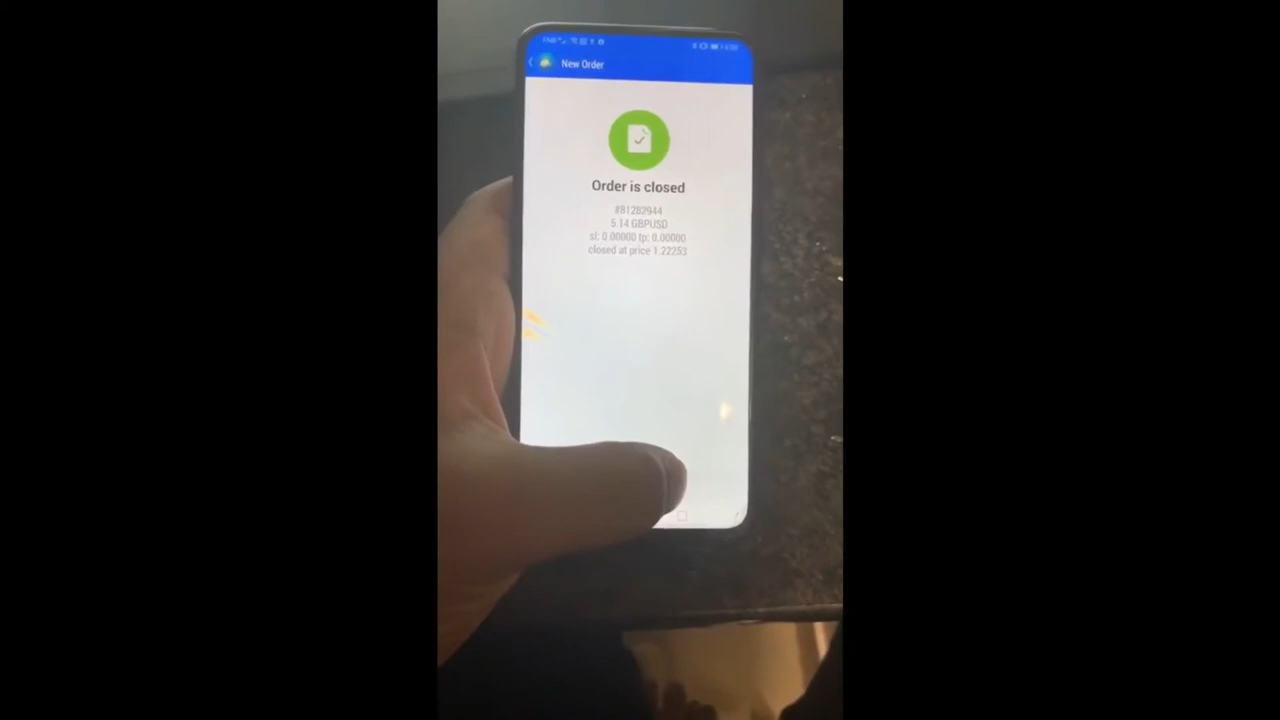 New Order
Order is closed
#81282944
5.14 GBPUSD
sl: 0.00000 tp: 0.00000
closed at price 1.22253